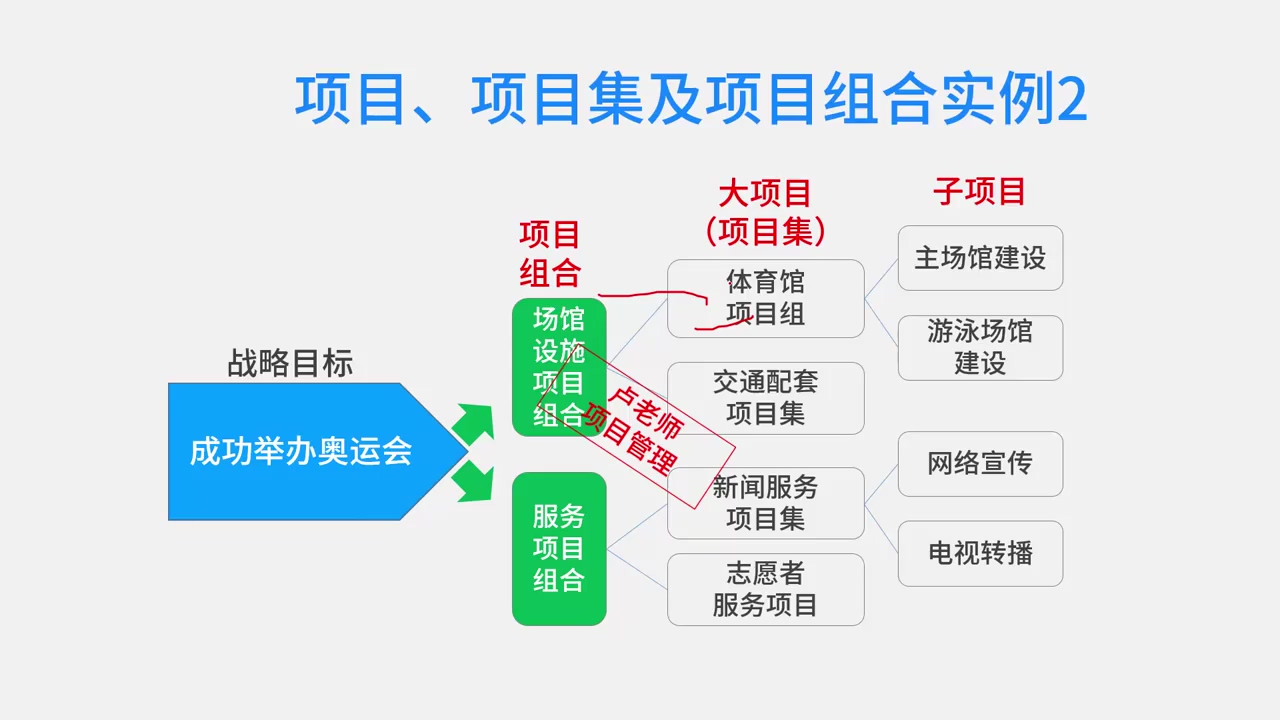 项目、项目集及项目组合实例2
战略目标
成功举办奥运会
项目
组合
场馆
设施
项目
组合
服务
项目
组合
大项目
（项目集）
体育馆
项目组
交通配套
项目集
新闻服务
项目集
志愿者
服务项目
子项目
主场馆建设
游泳场馆
建设
网络宣传
电视转播
卢老师
项目管理